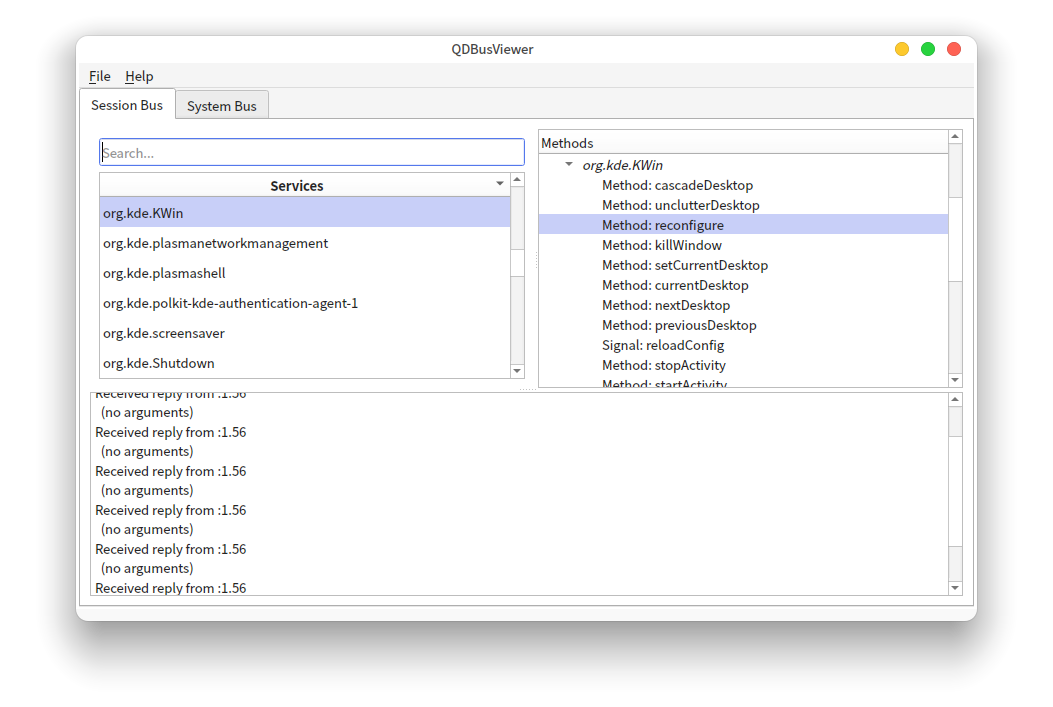 QDBusViewer
File Help
Session Bus
System Bus
Search...
Services
org.kde.KWin
org.kde.plasmanetworkmanagement
org.kde.plasmashell
org.kde.polkit-kde-authentication-agent-1
org.kde.screensaver
org.kde.Shutdown
Methods
org.kde.KWin
Method: cascadeDesktop
Method: unclutterDesktop
Method: reconfigure
Method: killWindow
Method: setCurrentDesktop
Method: currentDesktop
Method: nextDesktop
Method: previousDesktop
Signal: reloadConfig
Method: stopActivity
Method: startActivity
Received reply from :1.56
(no arguments)
Received reply from :1.56
(no arguments)
Received reply from :1.56
(no arguments)
Received reply from :1.56
(no arguments)
Received reply from :1.56
(no arguments)
Received reply from :1.56